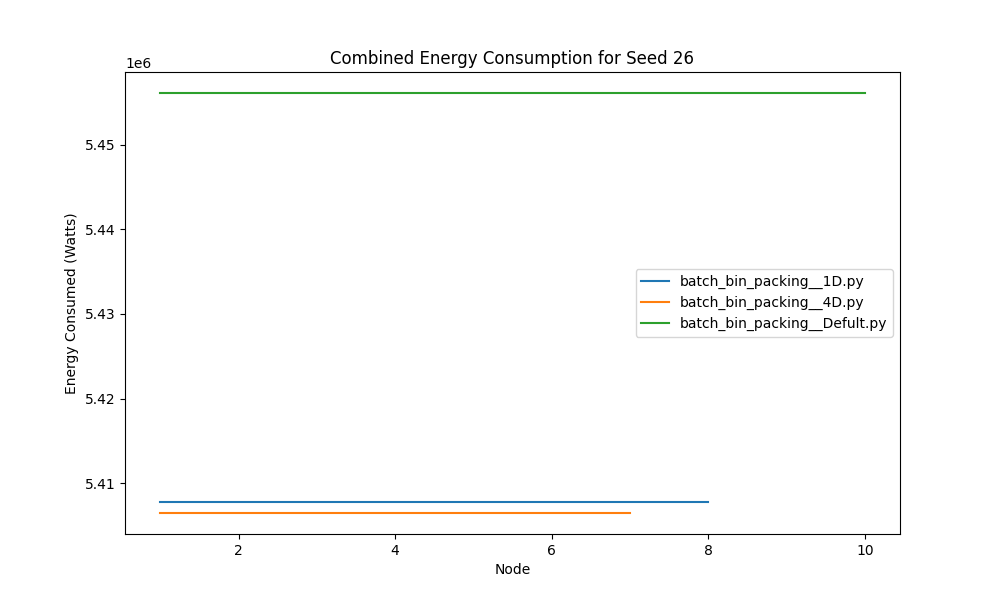 Combined Energy Consumption for Seed 26
1e6
5.45
5.44
5.43
5.42
5.41
Energy Consumed (Watts)
batch_bin_packing__1D.py
batch_bin_packing__4D.py
batch_bin_packing__Defult.py
2 4 6 8 10
Node